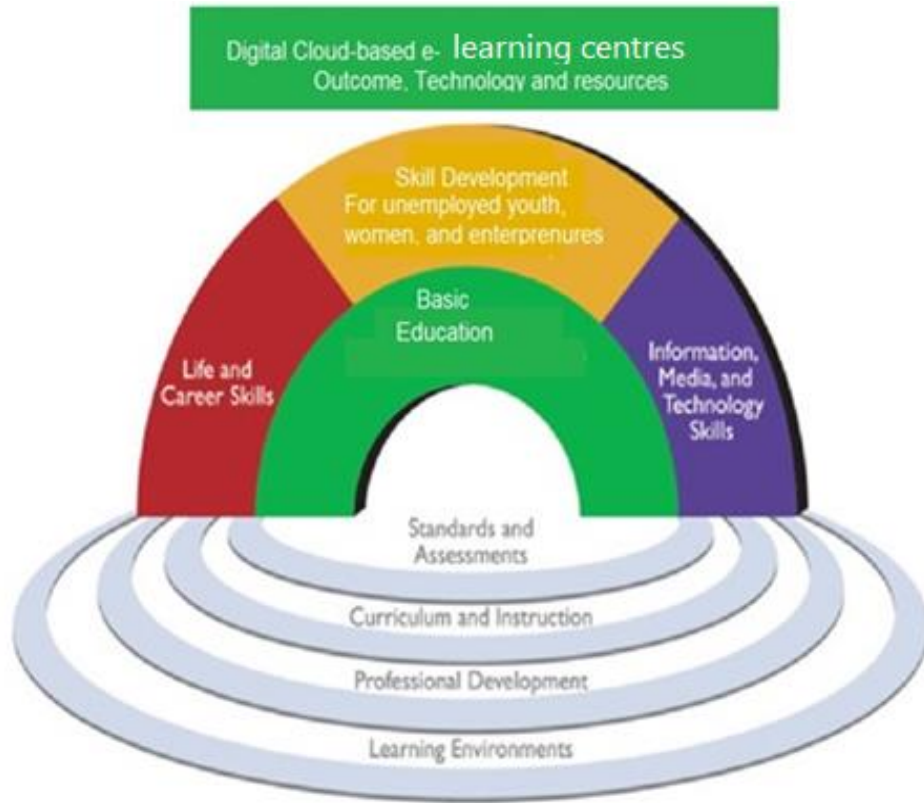 Digital Cloud-based e- learning centres
Outcome, Technology and resources
Skill Development
For unemployed youth,
women, and enterprenures
Basic
Education
Life and
Career Skills
Information,
Media, and
Technology
Skills
Standards and
Assessments
Curriculum and Instruction
Professional Development
Learning Environments